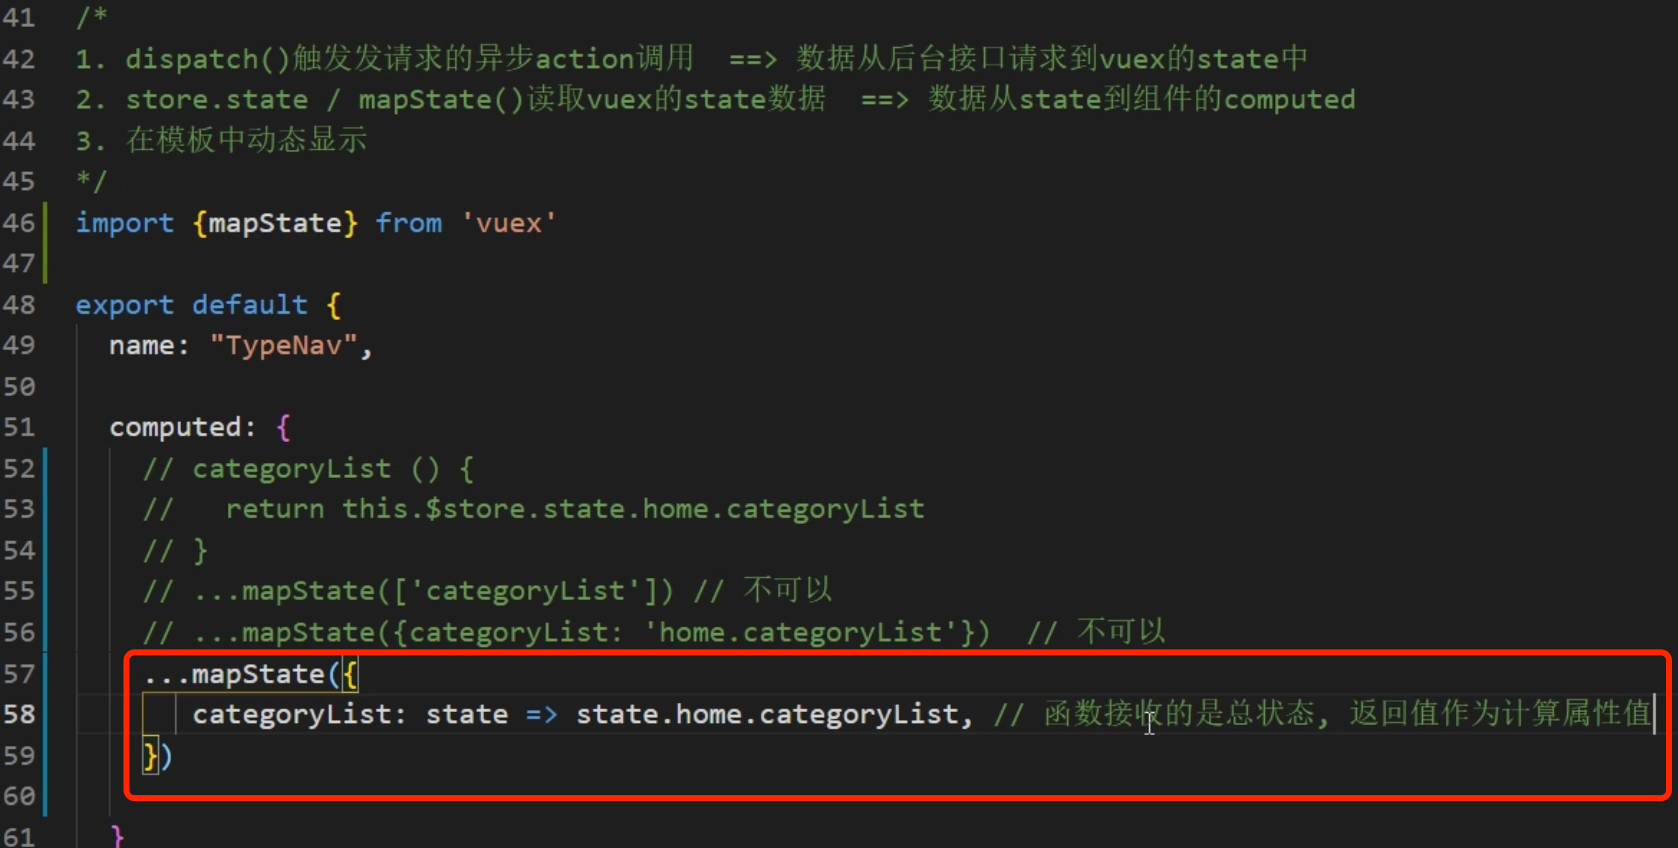 41 /*
42 1. dispatch()触发发请求的异步action调用  ==> 数据从后台接口请求到vuex的state中
43 2. store.state / mapState()读取vuex的state数据  ==> 数据从state到组件的computed
44 3. 在模板中动态显示
45 */
46 import {mapState} from 'vuex'
47
48 export default {
49   name: "TypeNav",
50
51   computed: {
52     // categoryList () {
53     //   return this.$store.state.home.categoryList
54     // }
55     // ...mapState(['categoryList']) // 不可以
56     // ...mapState({categoryList: 'home.categoryList'})  // 不可以
57     ...mapState({
58       categoryList: state => state.home.categoryList, // 函数接收的是总状态, 返回值作为计算属性值
59     })
60
61   }